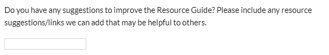 Do you have any suggestions to improve the Resource Guide? Please include any resource
suggestions/links we can add that may be helpful to others.